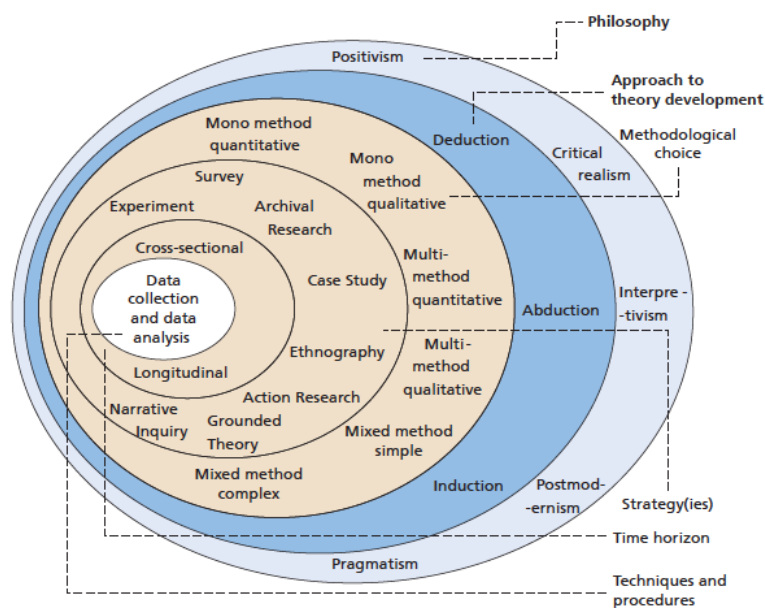 Philosophy
Positivism
Approach to
theory development
Mono method
quantitative
Deduction
Methodological
choice
Critical
realism
Mono
method
qualitative
Survey
Experiment
Archival
Research
Cross-sectional
Data
collection
and data
analysis
Case Study
Multi-
method
quantitative
Abduction
Interpre -
-tivism
Ethnography
Multi-
method
qualitative
Longitudinal
Action Research
Narrative
Inquiry
Grounded
Theory
Mixed method
simple
Mixed method
complex
Induction
Postmod-
-ernism
Strategy(ies)
Time horizon
Pragmatism
Techniques and
procedures